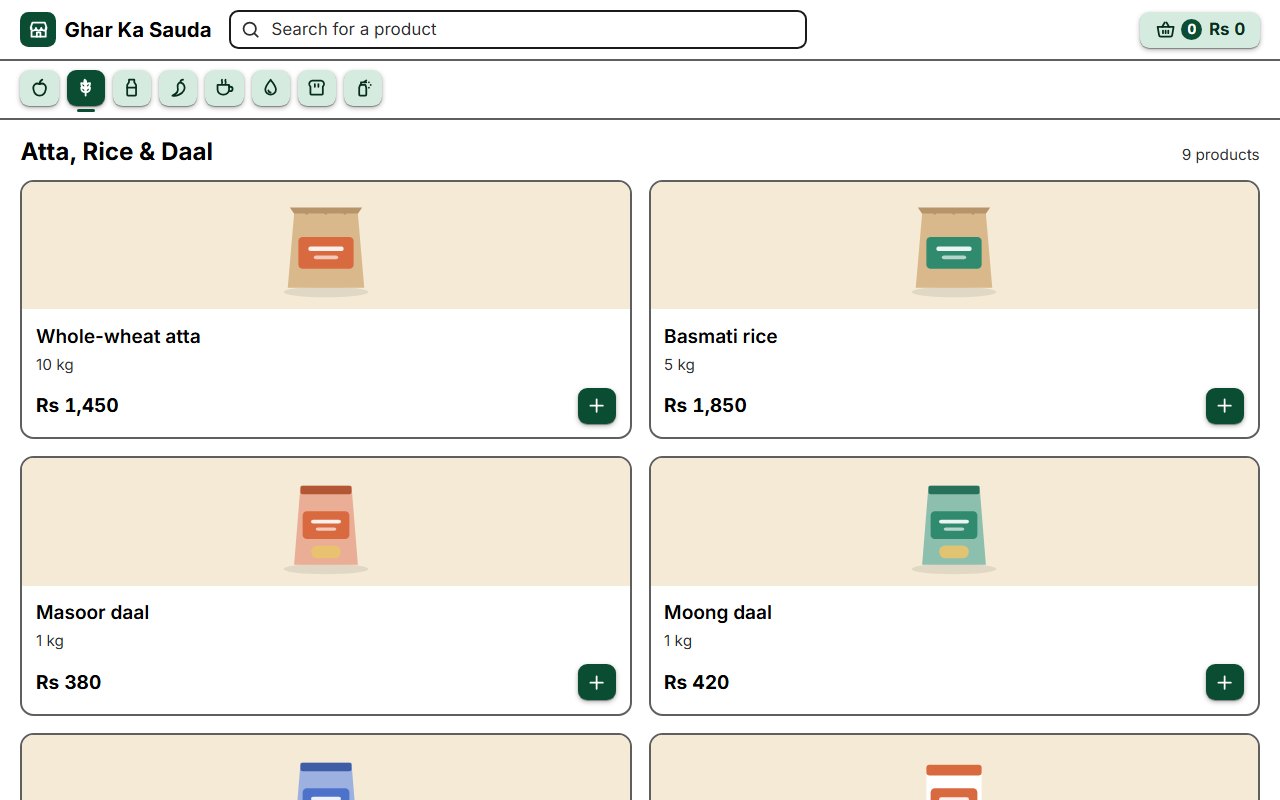 Ghar Ka Sauda
Search for a product
0 Rs 0
Atta, Rice & Daal
9 products
Whole-wheat atta
10 kg
Rs 1,450
Basmati rice
5 kg
Rs 1,850
Masoor daal
1 kg
Rs 380
Moong daal
1 kg
Rs 420